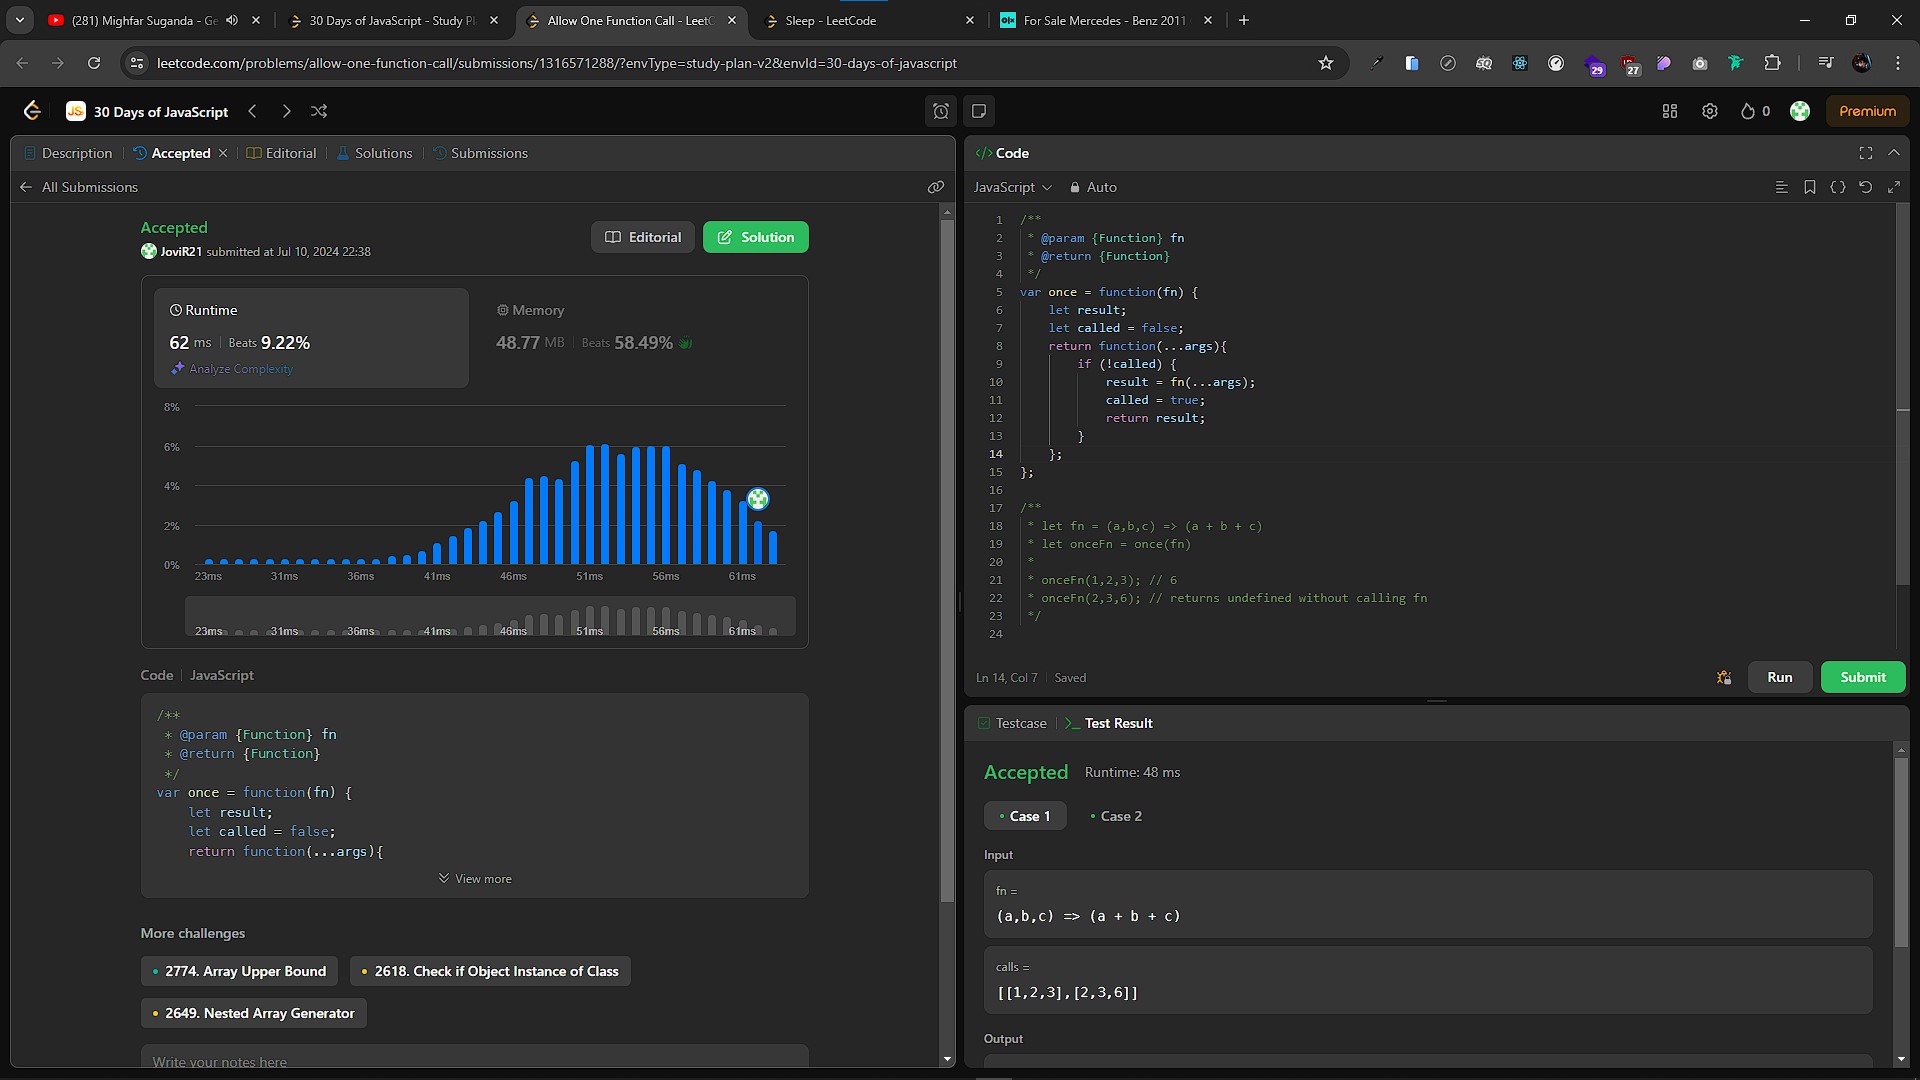 (281) Mighfar Suganda - Ge
30 Days of JavaScript - Study Pl
Allow One Function Call - LeetC
Sleep - LeetCode
olx
For Sale Mercedes - Benz 2011
leetcode.com/problems/allow-one-function-call/submissions/1316571288/?envType=study-plan-v2&envId=30-days-of-javascript
29
27
JS
30 Days of JavaScript
0
Premium
Description
Accepted
Editorial
Solutions
Submissions
All Submissions
Accepted
JoviR21 submitted at Jul 10, 2024 22:38
Editorial
Solution
Runtime
62 ms | Beats 9.22%
Analyze Complexity
Memory
48.77 MB | Beats 58.49%
8%
6%
4%
2%
0%
23ms 31ms 36ms 41ms 46ms 51ms 56ms 61ms
23ms 31ms 36ms 41ms 46ms 51ms 56ms 61ms
Code | JavaScript
/**
* @param {Function} fn
* @return {Function}
*/
var once = function(fn) {
let result;
let called = false;
return function(...args){
View more
More challenges
2774. Array Upper Bound
2618. Check if Object Instance of Class
2649. Nested Array Generator
Write your notes here
</> Code
JavaScript
Auto
1 /**
2 * @param {Function} fn
3 * @return {Function}
4 */
5 var once = function(fn) {
6 let result;
7 let called = false;
8 return function(...args){
9 if (!called) {
10 result = fn(...args);
11 called = true;
12 return result;
13 }
14 };
15 };
16
17 /**
18 * let fn = (a,b,c) => (a + b + c)
19 * let onceFn = once(fn)
20 *
21 * onceFn(1,2,3); // 6
22 * onceFn(2,3,6); // returns undefined without calling fn
23 */
24
Ln 14, Col 7 | Saved
Run
Submit
Testcase
>_ Test Result
Accepted
Runtime: 48 ms
Case 1
Case 2
Input
fn =
(a,b,c) => (a + b + c)
calls =
[[1,2,3],[2,3,6]]
Output